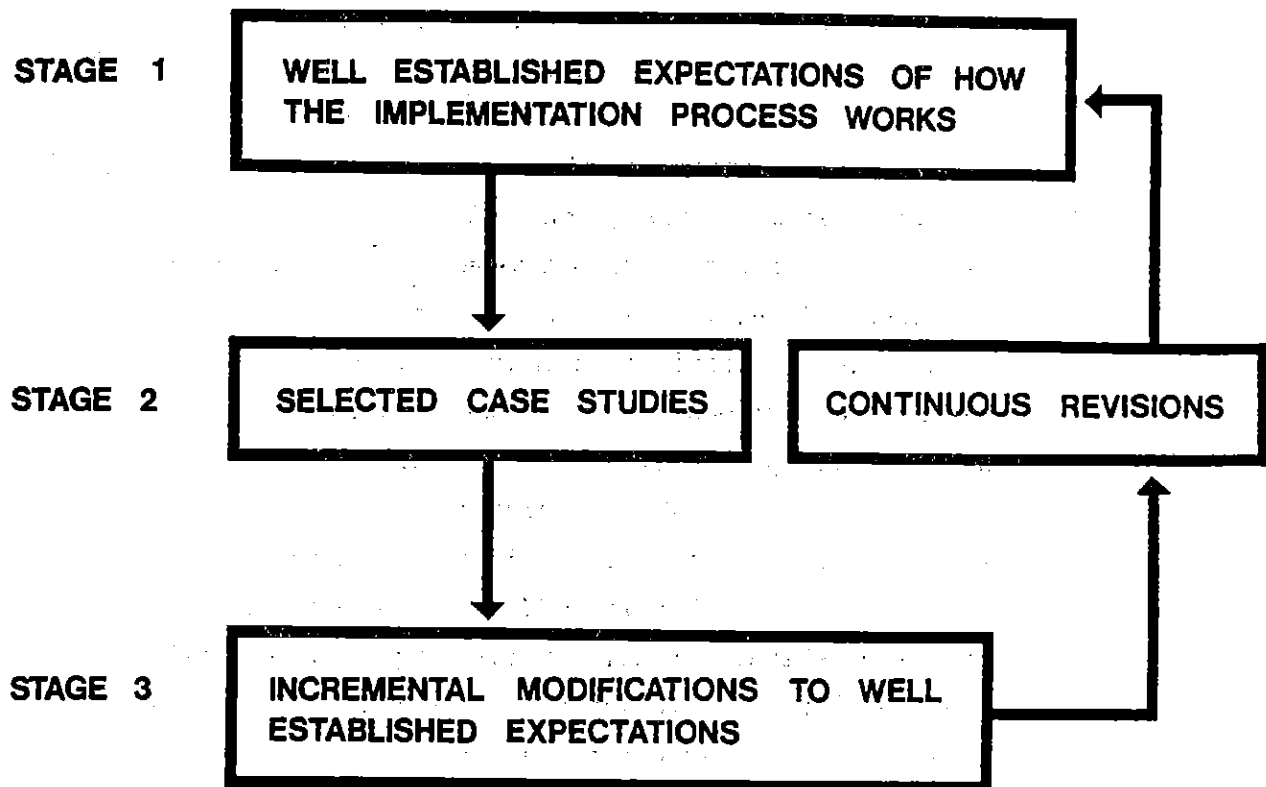 STAGE 1
WELL ESTABLISHED EXPECTATIONS OF HOW
THE IMPLEMENTATION PROCESS WORKS
STAGE 2
SELECTED CASE STUDIES
CONTINUOUS REVISIONS
STAGE 3
INCREMENTAL MODIFICATIONS TO WELL
ESTABLISHED EXPECTATIONS